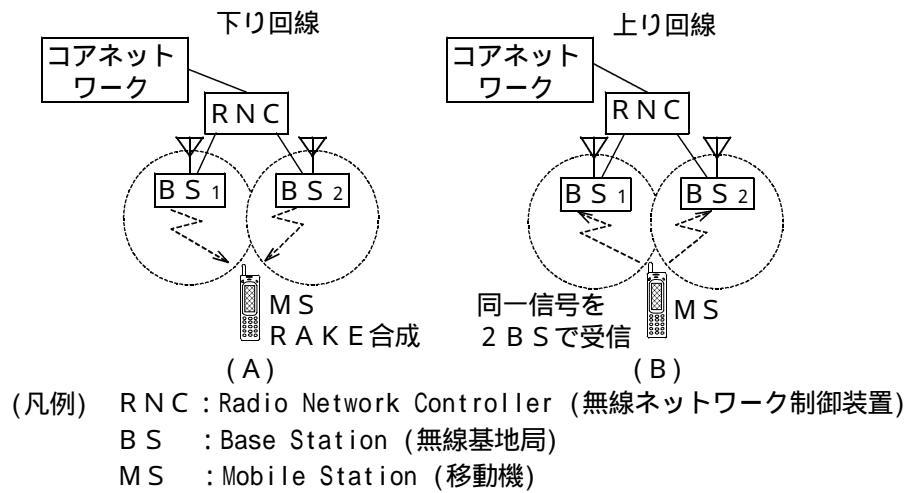 下り回線
コアネット
ワーク
ＲＮＣ
ＢＳ１
ＢＳ２
ＭＳ
ＲＡＫＥ合成
(Ａ)
上り回線
コアネット
ワーク
ＲＮＣ
ＢＳ１
ＢＳ２
同一信号を
２ＢＳで受信
ＭＳ
(Ｂ)
(凡例) ＲＮＣ：Radio Network Controller (無線ネットワーク制御装置)
ＢＳ ：Base Station (無線基地局)
ＭＳ ：Mobile Station (移動機)